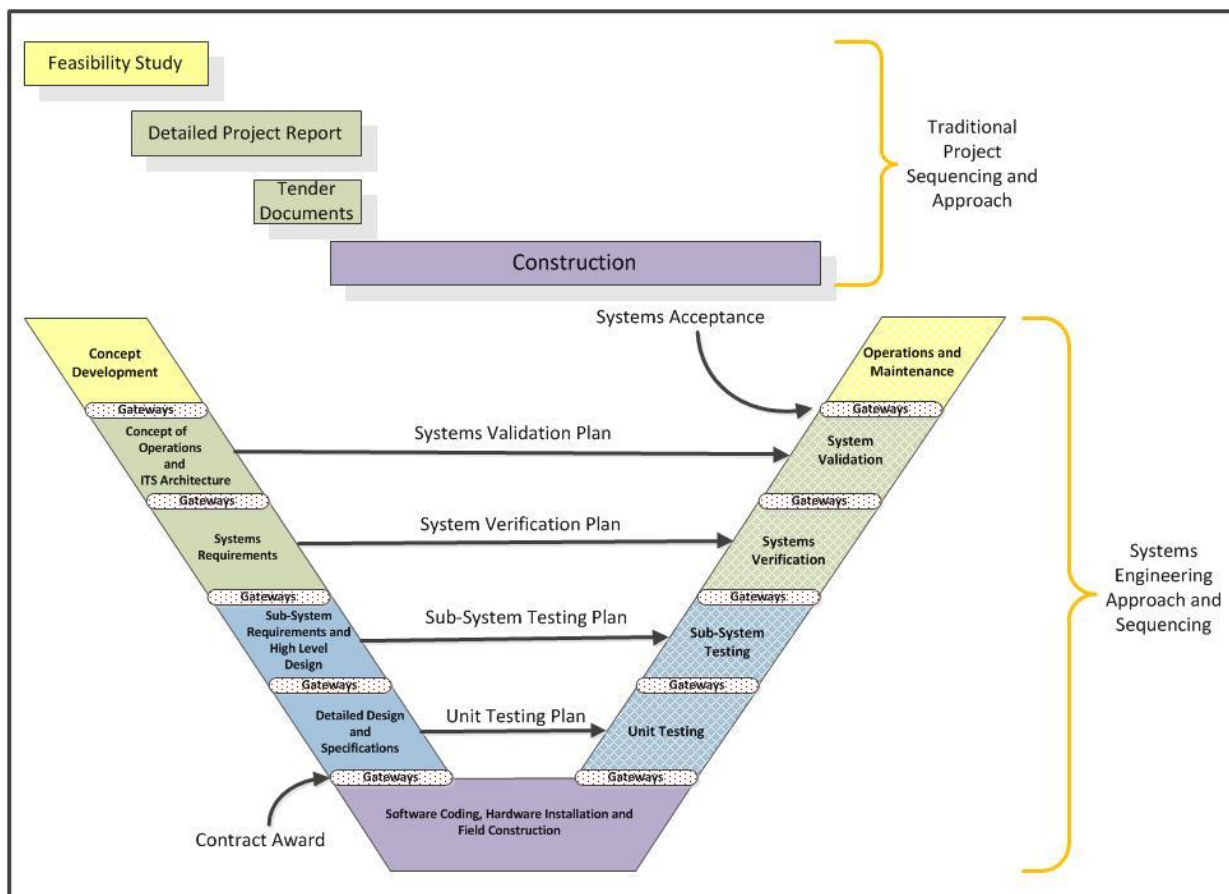 Feasibility Study
Detailed Project Report
Tender
Documents
Construction
Traditional
Project
Sequencing and
Approach
Systems Acceptance
Concept
Development
Operations and
Maintenance
Gateways
Gateways
Concept of
Operations
and
ITS Architecture
Systems Validation Plan
System
Validation
Gateways
Gateways
Systems
Requirements
System Verification Plan
Systems
Verification
Gateways
Gateways
Sub-System
Requirements and
High Level
Design
Sub-System Testing Plan
Sub-System
Testing
Gateways
Gateways
Detailed Design
and
Specifications
Unit Testing Plan
Unit Testing
Gateways
Gateways
Contract Award
Software Coding, Hardware Installation and
Field Construction
Systems
Engineering
Approach and
Sequencing